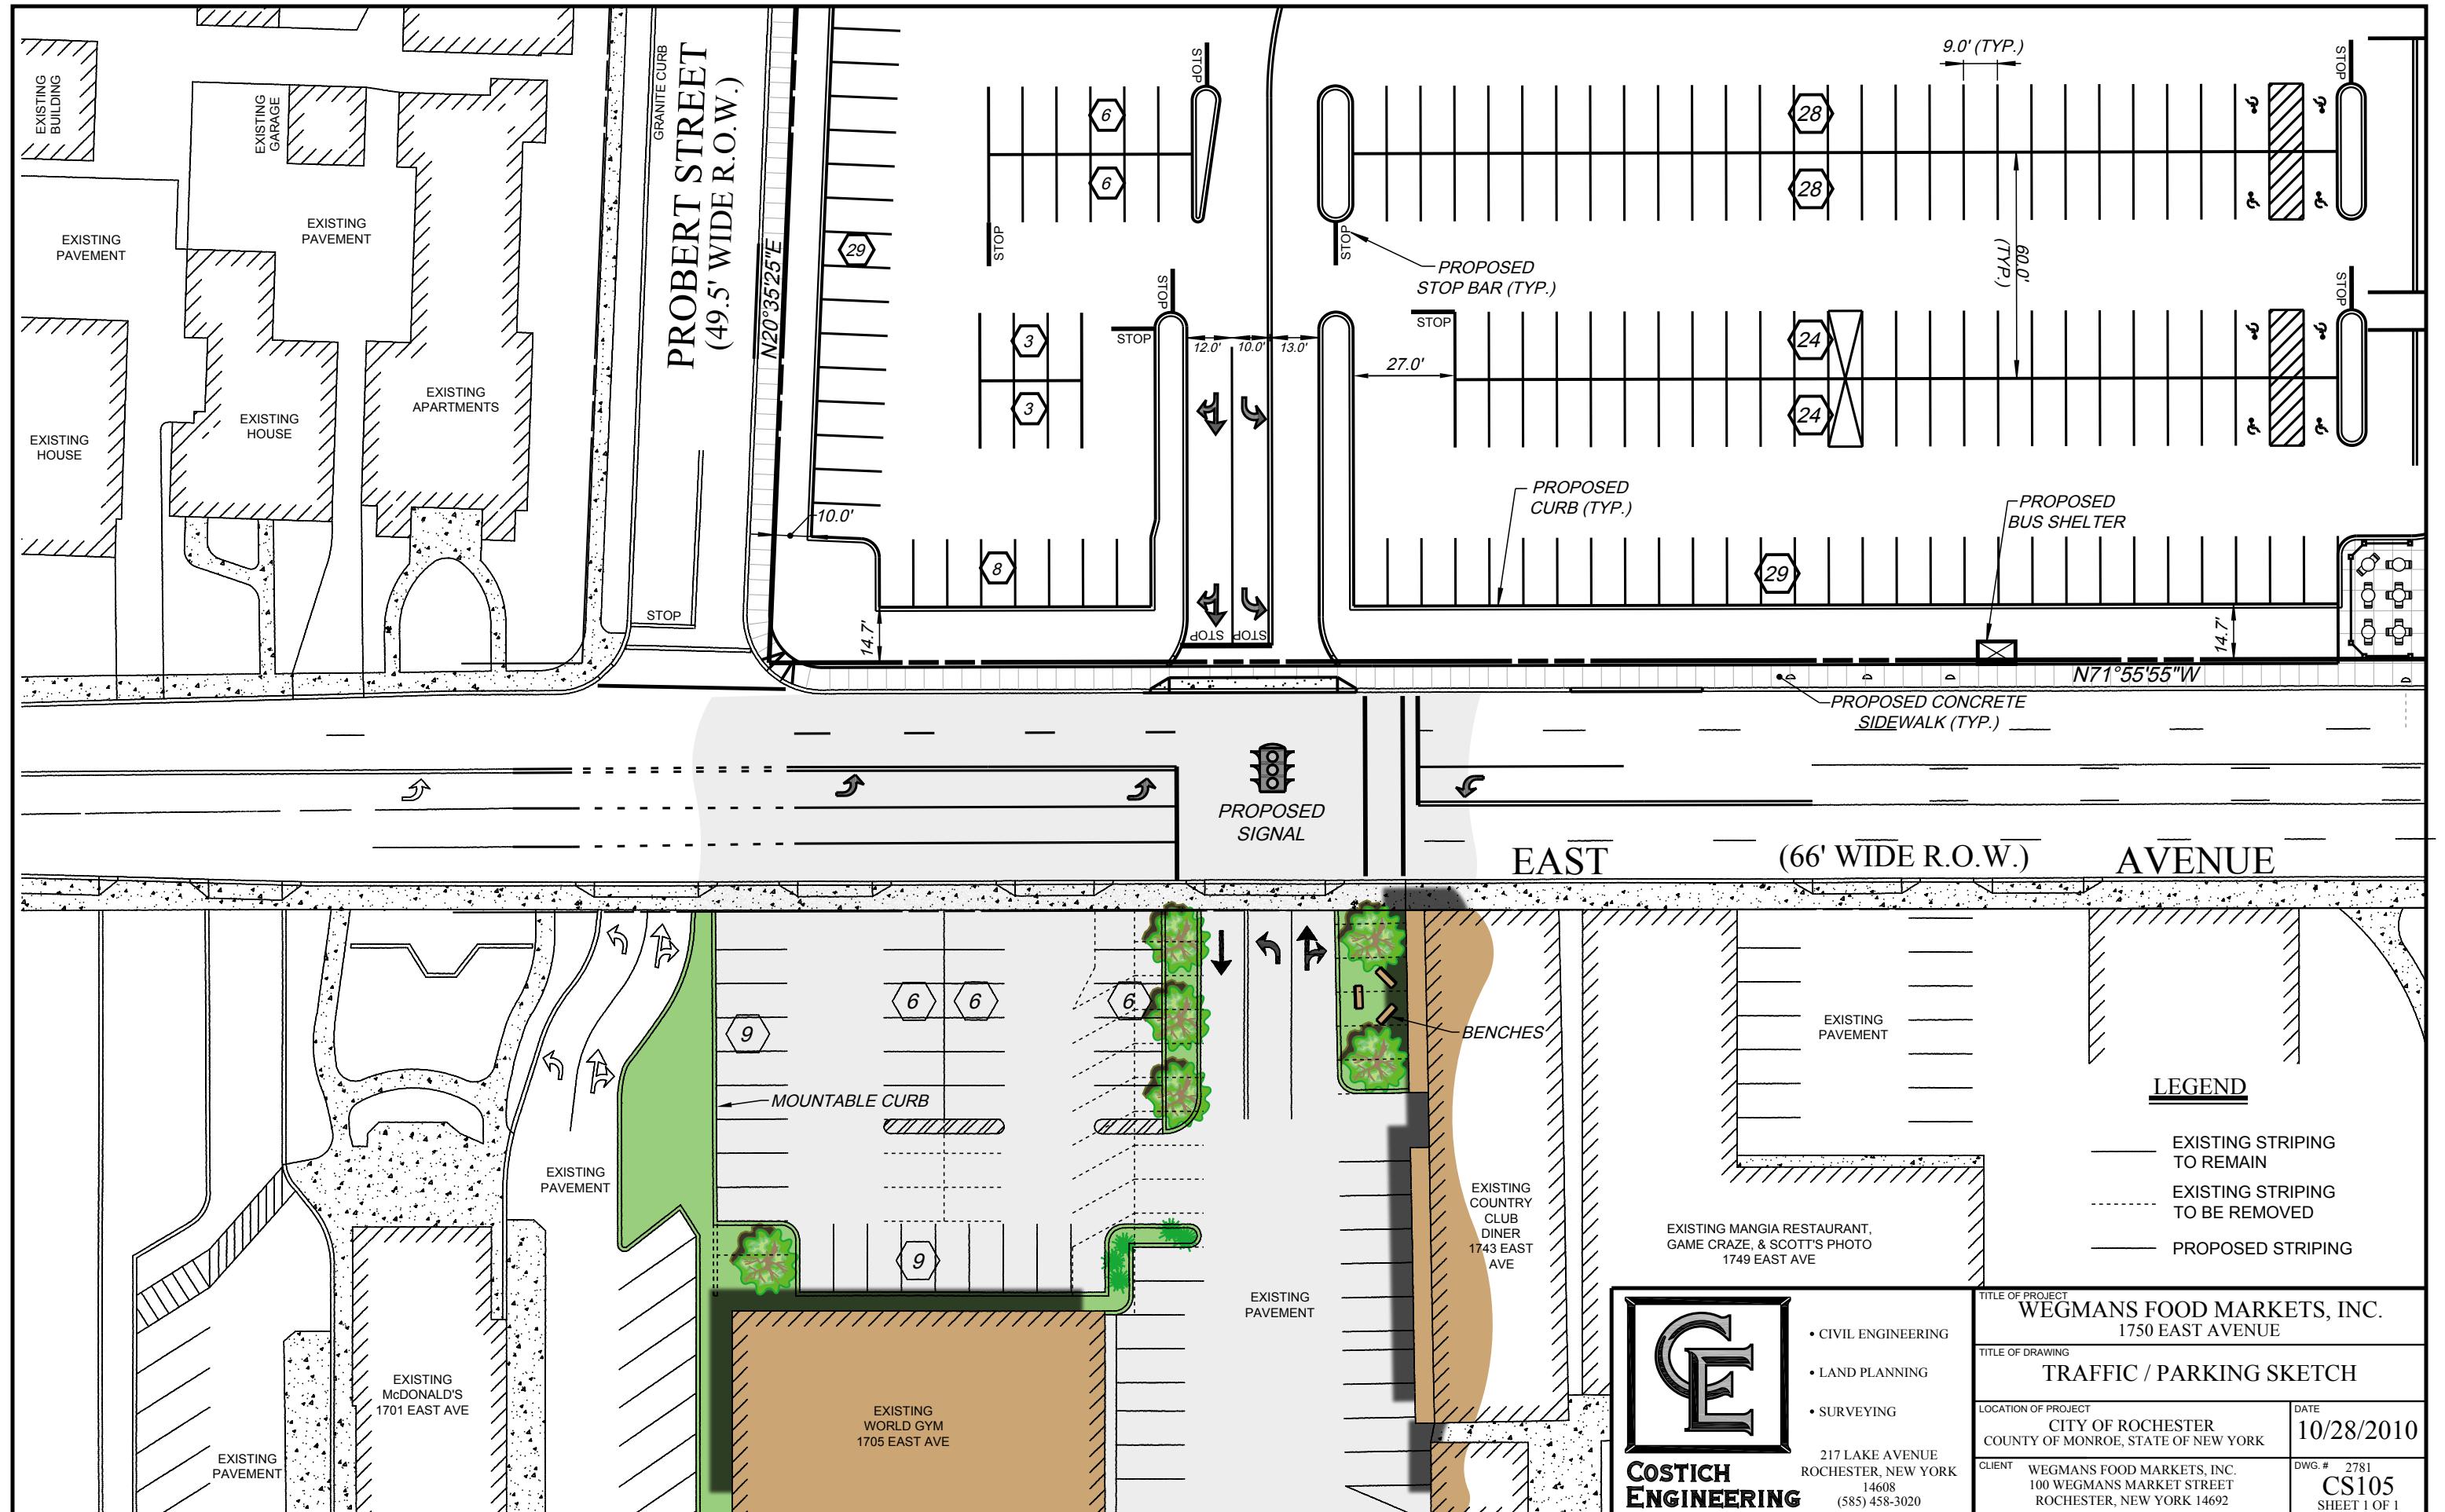 EXISTING
BUILDING
EXISTING
GARAGE
EXISTING
PAVEMENT
EXISTING
PAVEMENT
EXISTING
HOUSE
EXISTING
HOUSE
EXISTING
APARTMENTS
GRANITE CURB
PROBERT STREET
(49.5' WIDE R.O.W.)
N20°35'25"E
STOP
29
6
6
STOP
STOP
3
3
STOP
STOP
8
10.0'
14.7'
12.0'
10.0'
13.0'
STOP
STOP
STOP
PROPOSED
STOP BAR (TYP.)
9.0' (TYP.)
28
28
60.0'
(TYP.)
STOP
STOP
STOP
27.0'
24
24
PROPOSED
CURB (TYP.)
PROPOSED
BUS SHELTER
29
14.7'
N71°55'55"W
PROPOSED CONCRETE
SIDEWALK (TYP.)
PROPOSED
SIGNAL
EAST
(66' WIDE R.O.W.)
AVENUE
6
6
6
9
MOUNTABLE CURB
BENCHES
9
EXISTING
PAVEMENT
EXISTING
PAVEMENT
EXISTING
PAVEMENT
EXISTING
PAVEMENT
EXISTING
McDONALD'S
1701 EAST AVE
EXISTING
WORLD GYM
1705 EAST AVE
EXISTING
COUNTRY
CLUB
DINER
1743 EAST
AVE
EXISTING MANGIA RESTAURANT,
GAME CRAZE, & SCOTT'S PHOTO
1749 EAST AVE
LEGEND
EXISTING STRIPING
TO REMAIN
EXISTING STRIPING
TO BE REMOVED
PROPOSED STRIPING
CE
COSTICH
ENGINEERING
• CIVIL ENGINEERING
• LAND PLANNING
• SURVEYING
217 LAKE AVENUE
ROCHESTER, NEW YORK
14608
(585) 458-3020
TITLE OF PROJECT
WEGMANS FOOD MARKETS, INC.
1750 EAST AVENUE
TITLE OF DRAWING
TRAFFIC / PARKING SKETCH
LOCATION OF PROJECT
CITY OF ROCHESTER
COUNTY OF MONROE, STATE OF NEW YORK
DATE
10/28/2010
CLIENT
WEGMANS FOOD MARKETS, INC.
100 WEGMANS MARKET STREET
ROCHESTER, NEW YORK 14692
DWG. # 2781
CS105
SHEET 1 OF 1